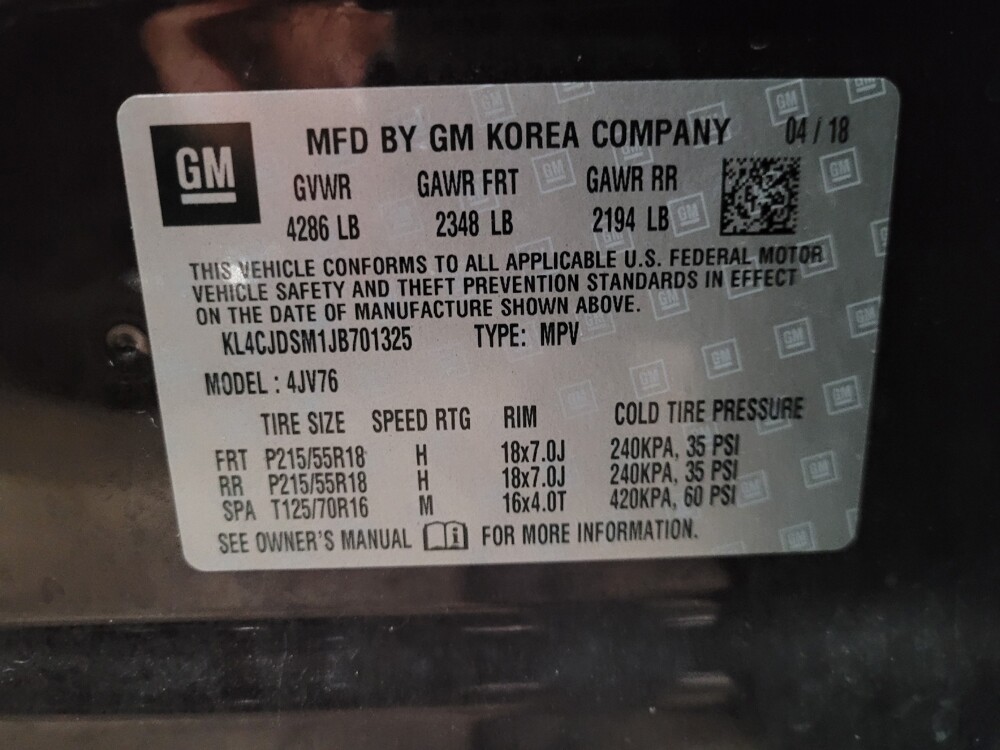 GM
MFD BY GM KOREA COMPANY 04 / 18
GVWR GAWR FRT GAWR RR
4286 LB 2348 LB 2194 LB
THIS VEHICLE CONFORMS TO ALL APPLICABLE U.S. FEDERAL MOTOR
VEHICLE SAFETY AND THEFT PREVENTION STANDARDS IN EFFECT
ON THE DATE OF MANUFACTURE SHOWN ABOVE.
KL4CJDSM1JB701325 TYPE: MPV
MODEL : 4JV76
TIRE SIZE SPEED RTG RIM COLD TIRE PRESSURE
FRT P215/55R18 H 18x7.0J 240KPA, 35 PSI
RR P215/55R18 H 18x7.0J 240KPA, 35 PSI
SPA T125/70R16 M 16x4.0T 420KPA, 60 PSI
SEE OWNER'S MANUAL i FOR MORE INFORMATION.